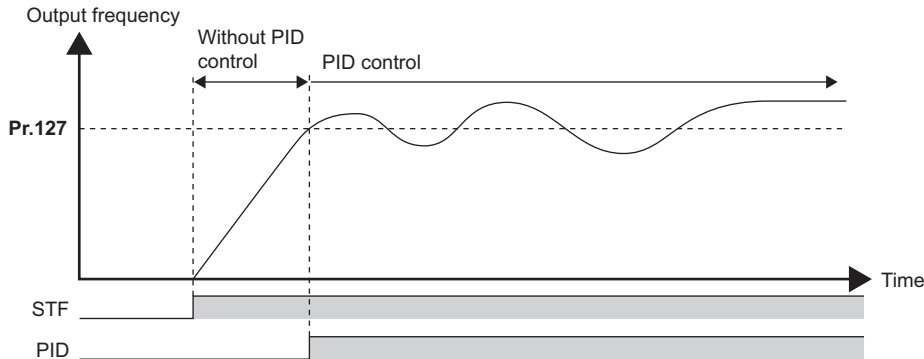 Output frequency
Without PID
control
PID control
Pr.127
Time
STF
PID